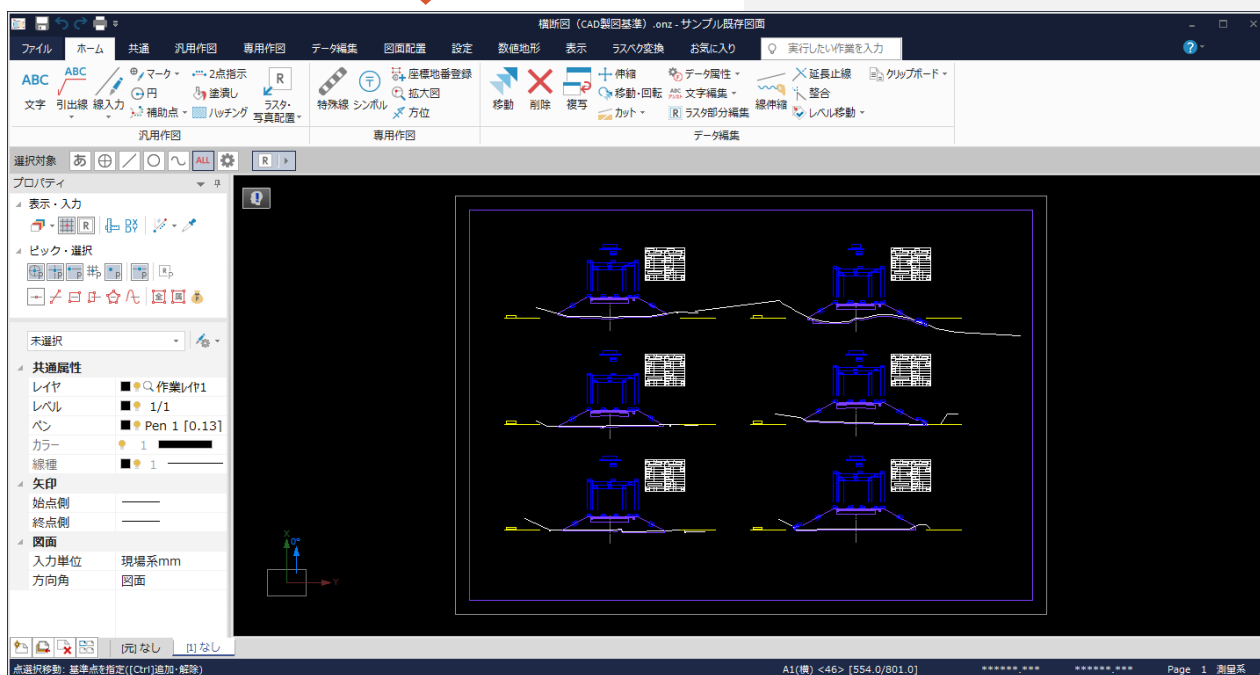 横断図（CAD製図基準）.onz - サンプル既存図面
ファイル ホーム 共通 汎用作図 専用作図 データ編集 図面配置 設定 数値地形 表示 ラスベク変換 お気に入り 実行したい作業を入力
ABC 文字
ABC 引出線
線入力
マーク
円
補助点
2点指示
塗潰し
ハッチング
R ラスタ・写真配置
特殊線
シンボル
座標地番登録
拡大図
方位
移動
削除
複写
伸縮
移動・回転
カット
データ属性
文字編集
R ラスタ部分編集
線伸縮
延長止線
整合
レベル移動
クリップボード
汎用作図 専用作図 データ編集
選択対象 あ ALL R
プロパティ
表示・入力
R
ピック・選択
P P P P P P R P
全 属
未選択
共通属性
レイヤ 作業レイヤ1
レベル 1/1
ペン Pen 1 [0.13]
カラー 1
線種 1
矢印
始点側
終点側
図面
入力単位 現場系mm
方向角 図面
X
0°
Y
[元] なし [1] なし
点選択移動: 基準点を指定([Ctrl]追加・解除) A1(横) <46> [554.0/801.0] ******.*** ******.*** Page 1 測量系